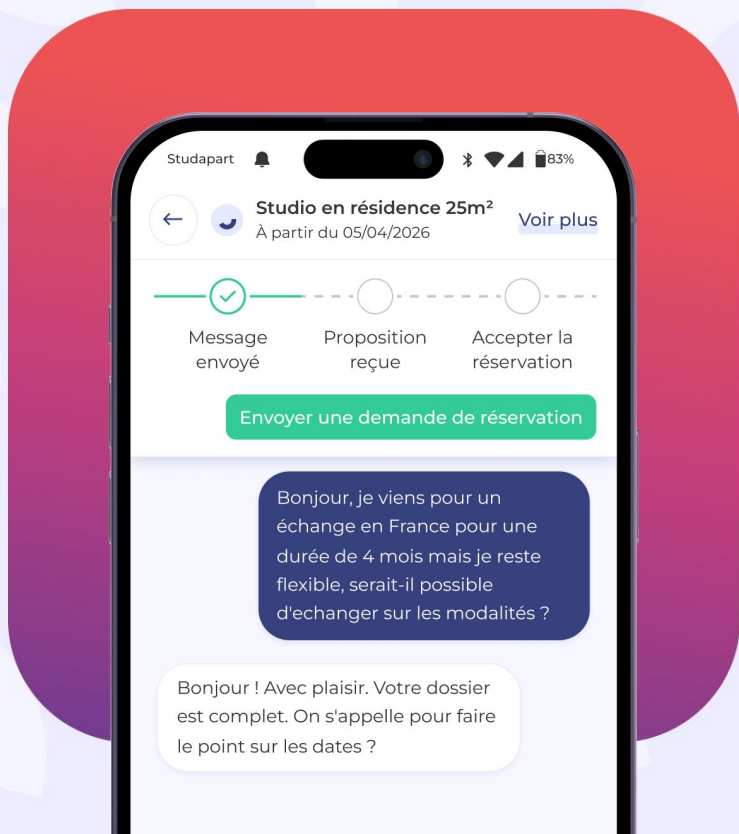 Studapart 83%
Studio en résidence 25m²
À partir du 05/04/2026
Voir plus
Message envoyé
Proposition reçue
Accepter la réservation
Envoyer une demande de réservation
Bonjour, je viens pour un
échange en France pour une
durée de 4 mois mais je reste
flexible, serait-il possible
d'echanger sur les modalités ?
Bonjour ! Avec plaisir. Votre dossier
est complet. On s'appelle pour faire
le point sur les dates ?